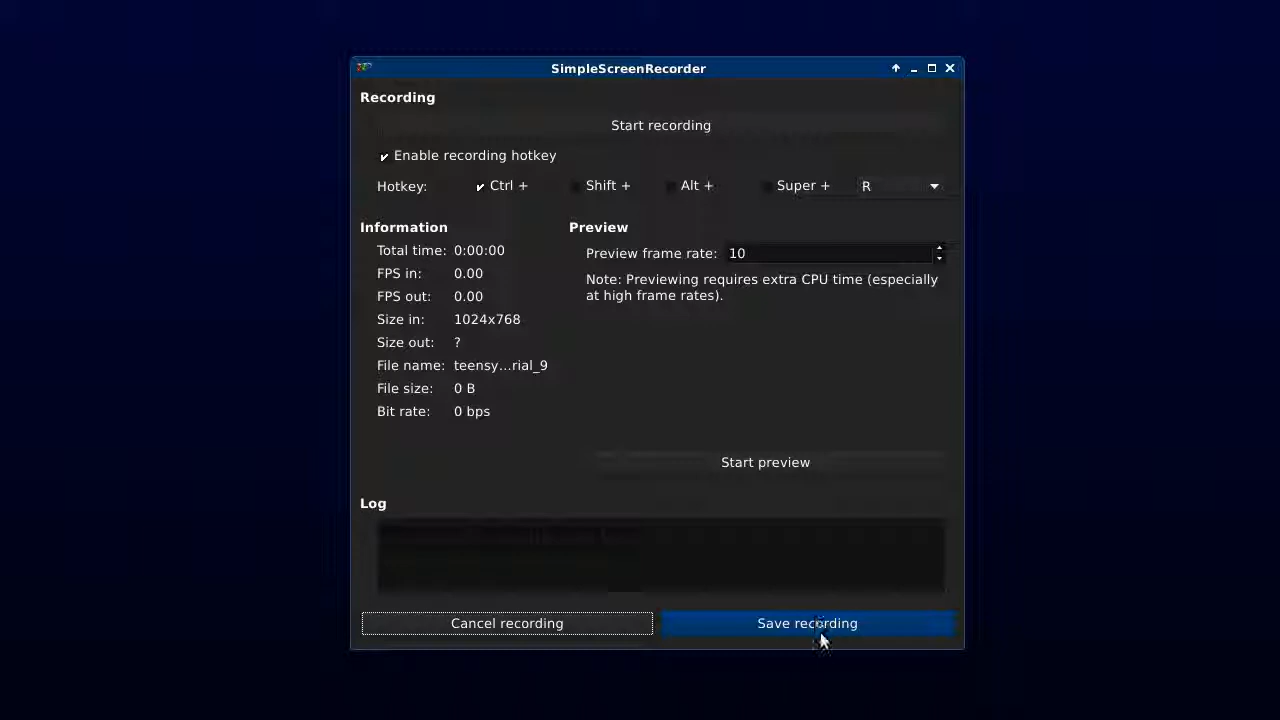 SimpleScreenRecorder
Recording
Start recording
Enable recording hotkey
Hotkey: Ctrl + Shift + Alt + Super + R
Information
Total time: 0:00:00
FPS in: 0.00
FPS out: 0.00
Size in: 1024x768
Size out: ?
File name: teensy...rial_9
File size: 0 B
Bit rate: 0 bps
Preview
Preview frame rate: 10
Note: Previewing requires extra CPU time (especially
at high frame rates).
Start preview
Log
Cancel recording
Save recording